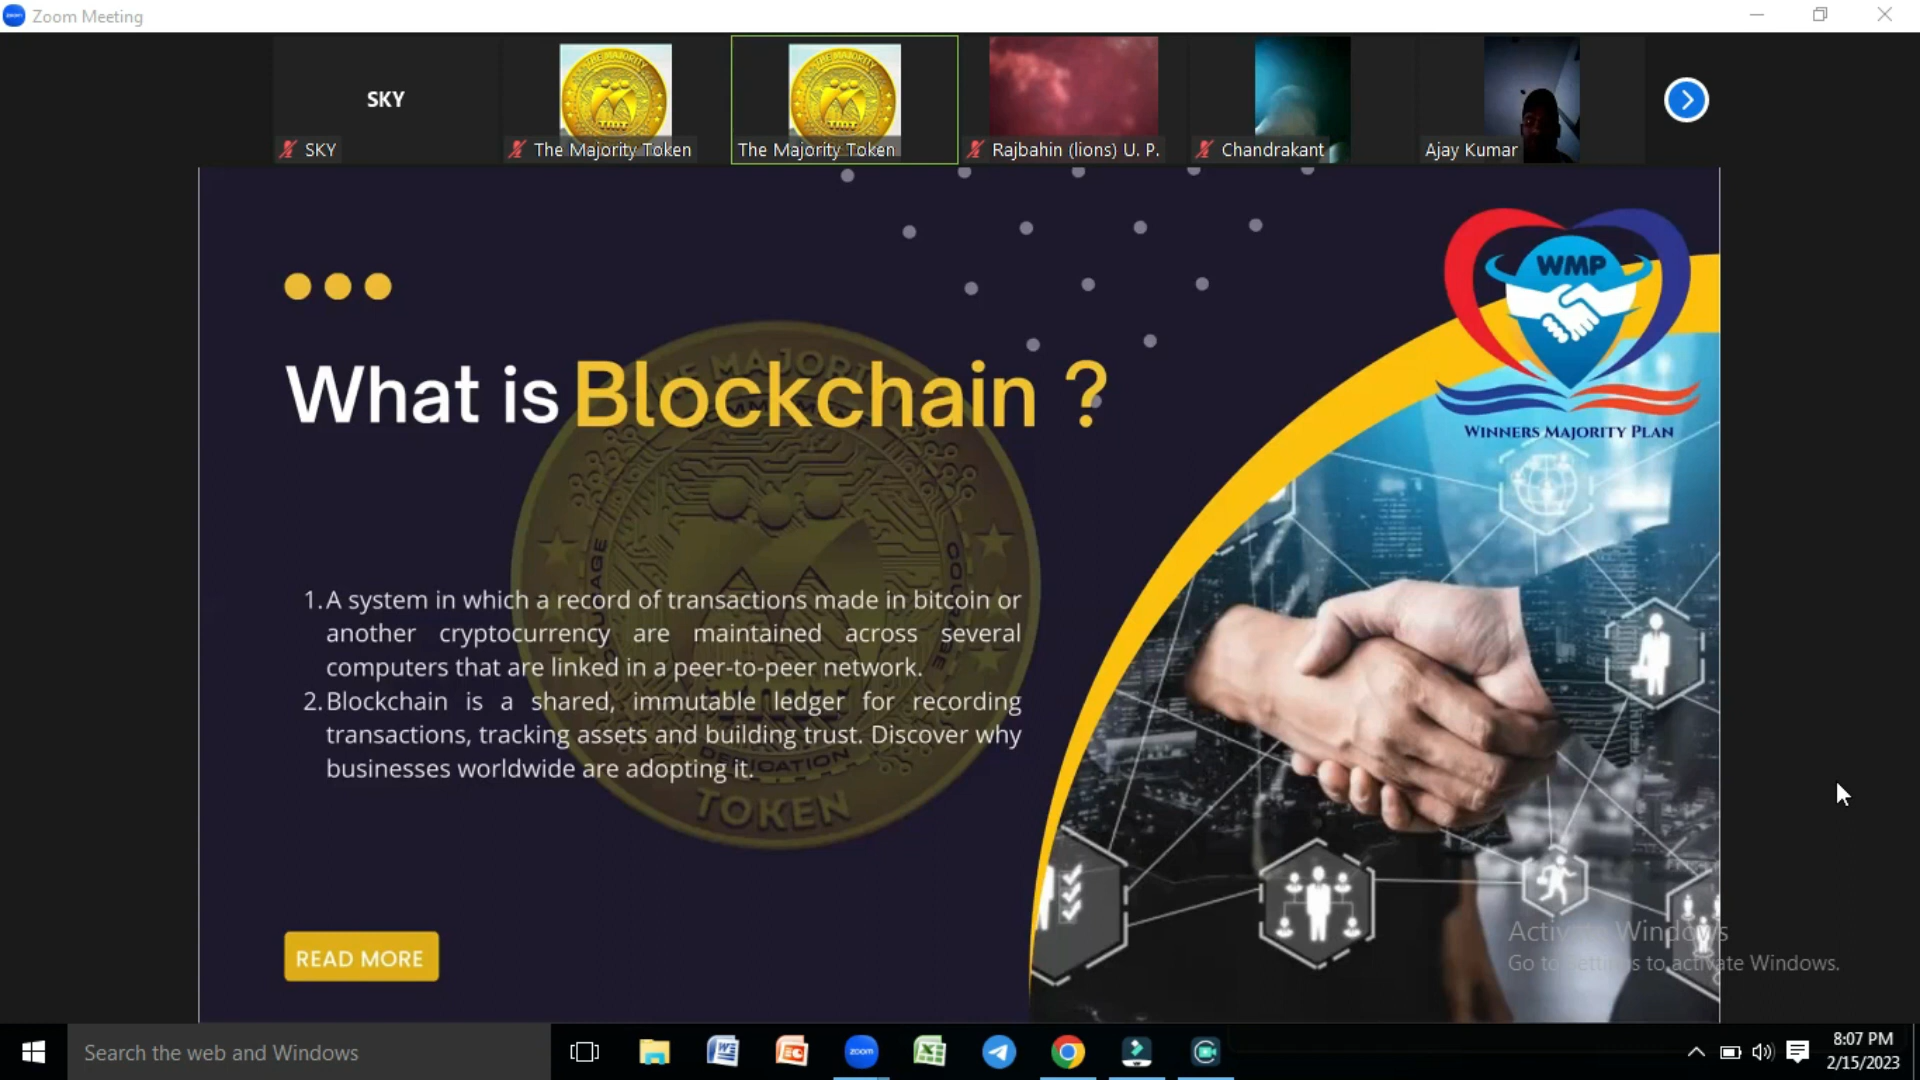 Zoom Meeting
SKY
SKY
The Majority Token
The Majority Token
Rajbahin (lions) U. P.
Chandrakant
Ajay Kumar
WMP
WINNERS MAJORITY PLAN
What is Blockchain ?
1. A system in which a record of transactions made in bitcoin or
another cryptocurrency are maintained across several
computers that are linked in a peer-to-peer network.
2. Blockchain is a shared, immutable ledger for recording
transactions, tracking assets and building trust. Discover why
businesses worldwide are adopting it.
DEDICATION
TOKEN
READ MORE
Activate Windows
Go to Settings to activate Windows.
Search the web and Windows
zoom
8:07 PM
2/15/2023